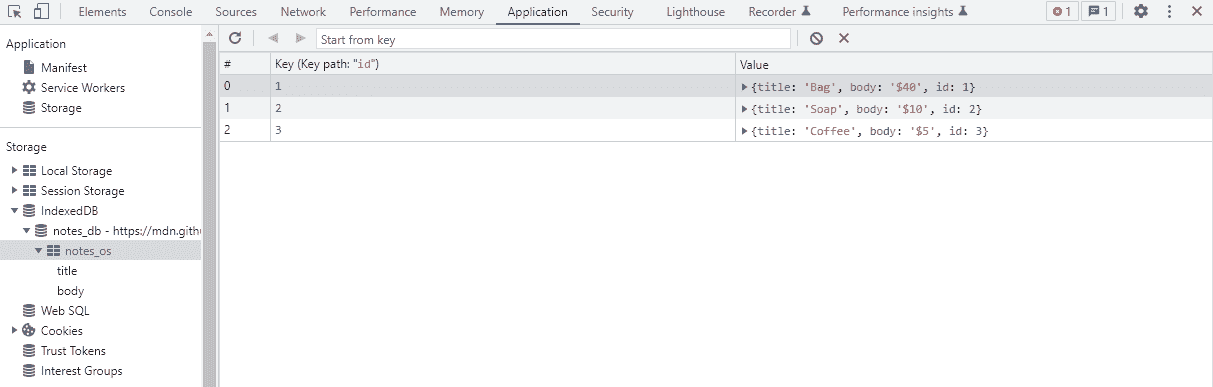 Elements Console Sources Network Performance Memory Application Security Lighthouse Recorder Performance insights 1 1
Application
Manifest
Service Workers
Storage
Storage
Local Storage
Session Storage
IndexedDB
notes_db - https://mdn.gith
notes_os
title
body
Web SQL
Cookies
Trust Tokens
Interest Groups
Start from key
# Key (Key path: "id") Value
0 1 {title: 'Bag', body: '$40', id: 1}
1 2 {title: 'Soap', body: '$10', id: 2}
2 3 {title: 'Coffee', body: '$5', id: 3}